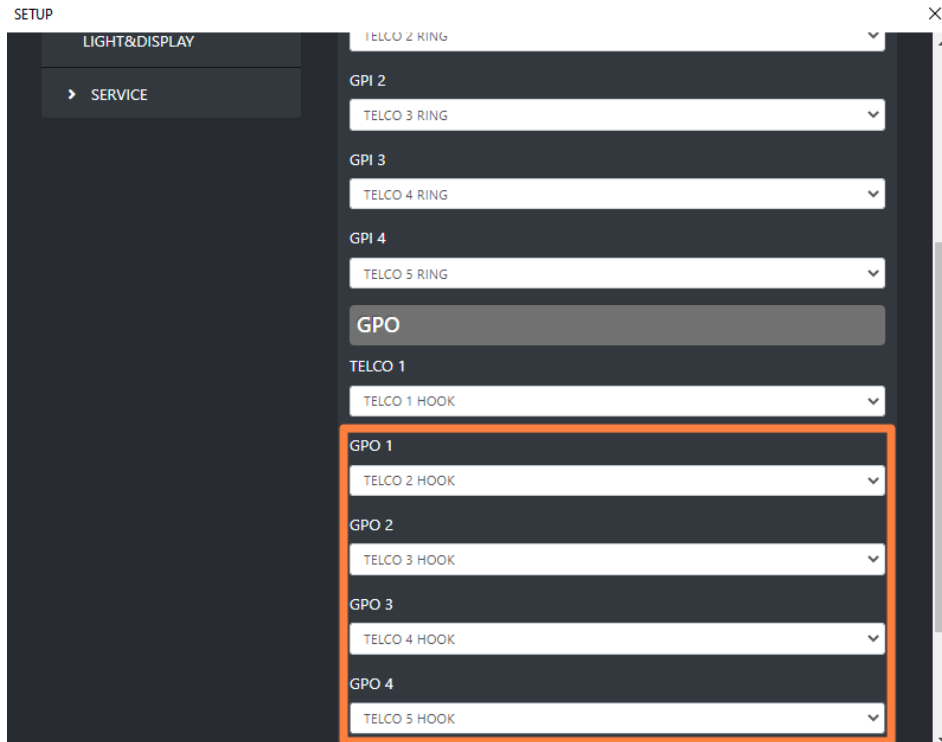 SETUP
LIGHT&DISPLAY
SERVICE
TELCO 2 RING
GPI 2
TELCO 3 RING
GPI 3
TELCO 4 RING
GPI 4
TELCO 5 RING
GPO
TELCO 1
TELCO 1 HOOK
GPO 1
TELCO 2 HOOK
GPO 2
TELCO 3 HOOK
GPO 3
TELCO 4 HOOK
GPO 4
TELCO 5 HOOK